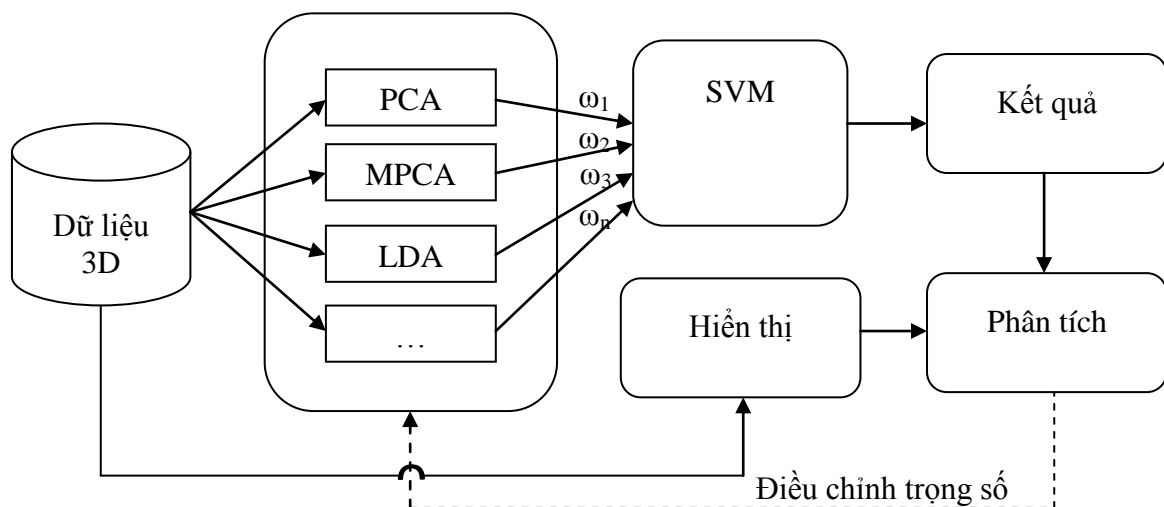 PCA
MPCA
LDA
…
ω1
ω2
ω3
ωn
SVM
Kết quả
Dữ liệu
3D
Hiển thị
Phân tích
Điều chỉnh trọng số